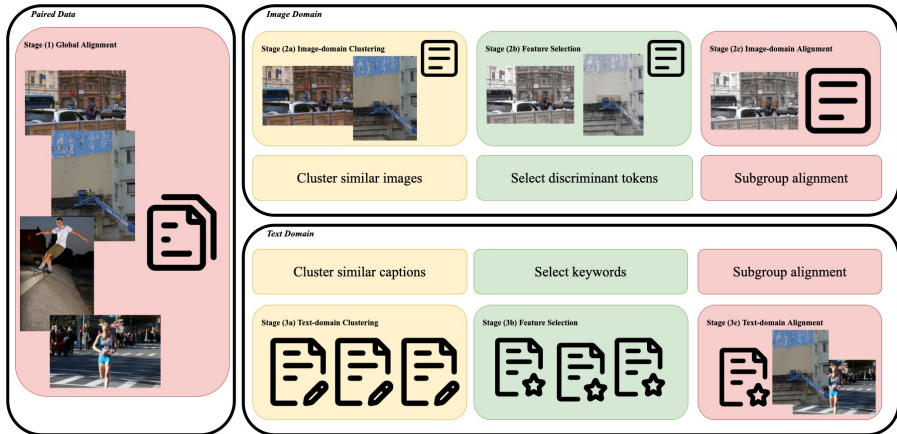 Paired Data
Stage (1) Global Alignment
Image Domain
Stage (2a) Image-domain Clustering
Stage (2b) Feature Selection
Stage (2c) Image-domain Alignment
Cluster similar images
Select discriminant tokens
Subgroup alignment
Text Domain
Cluster similar captions
Select keywords
Subgroup alignment
Stage (3a) Text-domain Clustering
Stage (3b) Feature Selection
Stage (3c) Text-domain Alignment